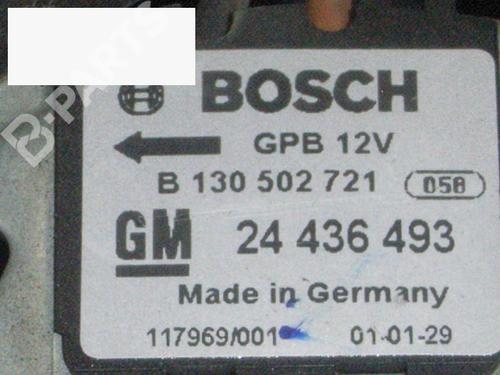 B-PARTS
BOSCH
GPB 12V
B 130 502 721 058
GM 24 436 493
Made in Germany
117969/001 01-01-29